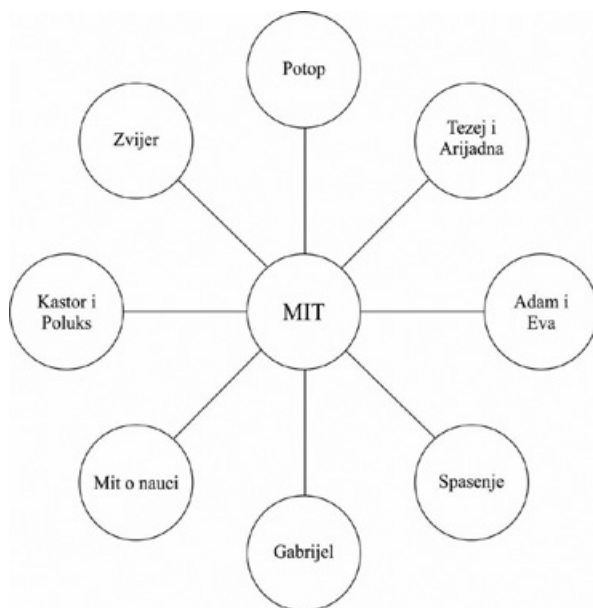 Potop
Zvijer
Tezej i
Arijadna
Kastor i
Poluks
MIT
Adam i
Eva
Mit o nauci
Spasenje
Gabrijel